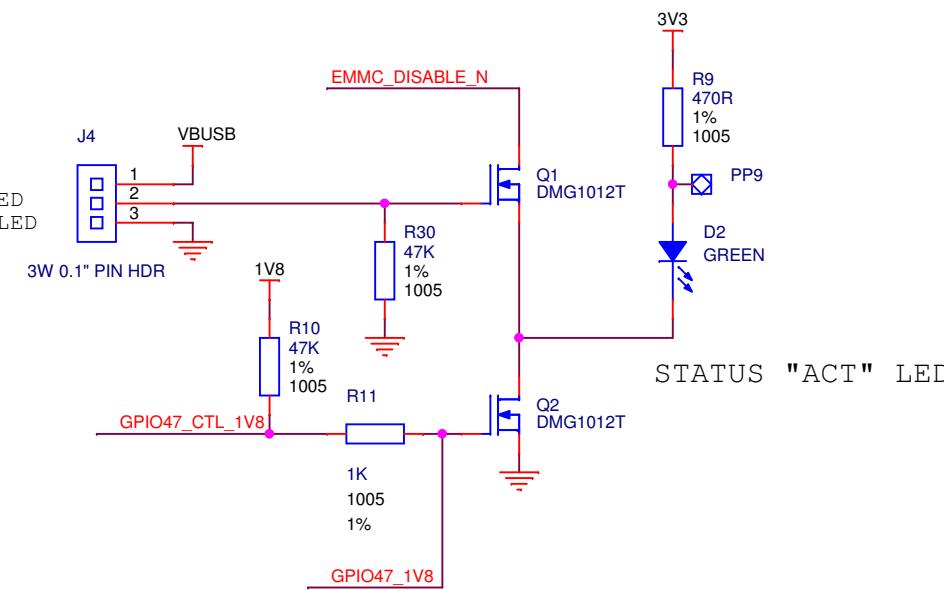 3V3
EMMC_DISABLE_N
R9
470R
1%
1005
J4
VBUSB
1
2
3
Q1
DMG1012T
PP9
ED
LED
R30
47K
1%
1005
D2
GREEN
3W 0.1" PIN HDR
1V8
R10
47K
1%
1005
STATUS "ACT" LED
R11
Q2
DMG1012T
GPIO47_CTL_1V8
1K
1005
1%
GPIO47_1V8